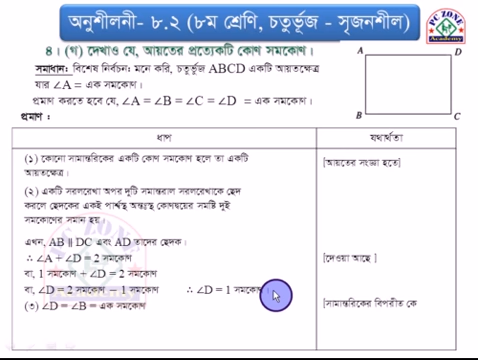 অনুশীলনী- ৮.২ (৮ম শ্রেণি, চতুর্ভূজ - সৃজনশীল)
PC ZONE
Academy
৪। (গ) দেখাও যে, আয়তের প্রত্যেকটি কোণ সমকোণ।
সমাধান: বিশেষ নির্বচন: মনে করি, চতুর্ভূজ ABCD একটি আয়তক্ষেত্র
যার ∠A = এক সমকোণ।
প্রমাণ করতে হবে যে, ∠A = ∠B = ∠C = ∠D = এক সমকোণ।
A D
B C
প্রমাণ :
ধাপ যথার্থতা
(১) কোনো সামান্তরিকের একটি কোণ সমকোণ হলে তা একটি [আয়তের সংজ্ঞা হতে]
আয়তক্ষেত্র।
(২) একটি সরলরেখা অপর দুটি সমান্তরাল সরলরেখাকে ছেদ
করলে ছেদকের একই পার্শ্বস্থ অন্তঃস্থ কোণদ্বয়ের সমষ্টি দুই
সমকোণের সমান হয়।
এখন, AB || DC এবং AD তাদের ছেদক।
∴ ∠A + ∠D = 2 সমকোণ [দেওয়া আছে ]
বা, 1 সমকোণ + ∠D = 2 সমকোণ
বা, ∠D = 2 সমকোণ − 1 সমকোণ ∴ ∠D = 1 সমকোণ ।
(৩) ∠D = ∠B = এক সমকোণ [সামান্তরিকের বিপরীত কে